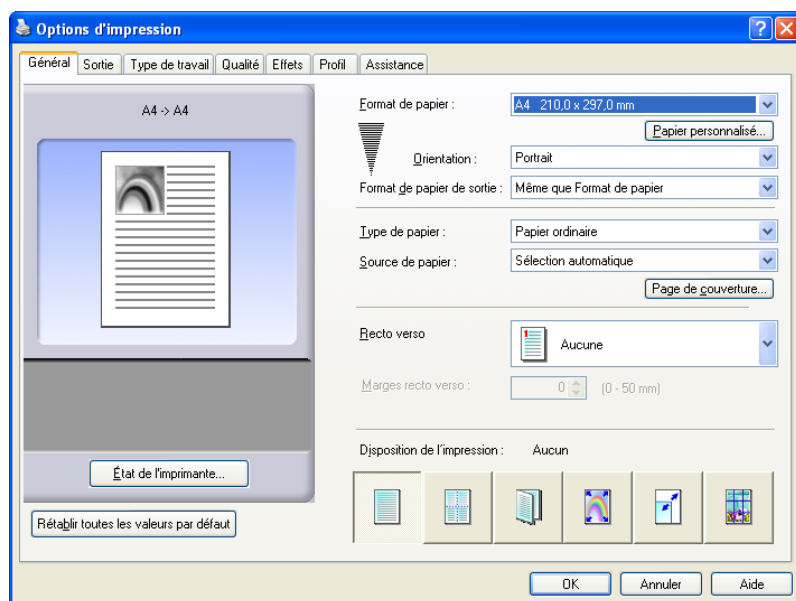 Options d'impression
Général Sortie Type de travail Qualité Effets Profil Assistance
A4 -> A4
Format de papier : A4 210,0 x 297,0 mm
Papier personnalisé...
Orientation : Portrait
Format de papier de sortie : Même que Format de papier
Type de papier : Papier ordinaire
Source de papier : Sélection automatique
Page de couverture...
Recto verso 1 Aucune
Marges recto verso : 0 (0 - 50 mm)
Disposition de l'impression : Aucun
État de l'imprimante...
Rétablir toutes les valeurs par défaut
OK Annuler Aide